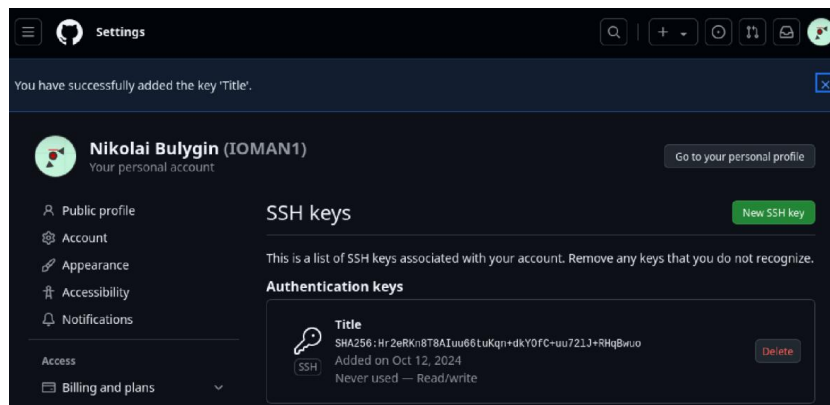 Settings
You have successfully added the key 'Title'.
Nikolai Bulygin (IOMAN1)
Your personal account
Go to your personal profile
Public profile
Account
Appearance
Accessibility
Notifications
Access
Billing and plans
SSH keys
New SSH key
This is a list of SSH keys associated with your account. Remove any keys that you do not recognize.
Authentication keys
Title
SHA256:Hr2eRKn8T8AIuu66tuKqn+dkYOfC+uu72lJ+RHqBwuo
SSH
Added on Oct 12, 2024
Never used — Read/write
Delete